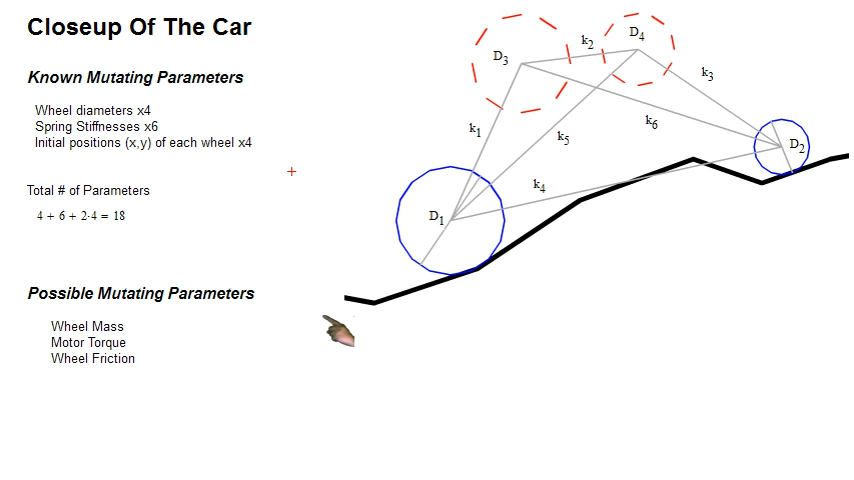 Closeup Of The Car
Known Mutating Parameters
Wheel diameters x4
Spring Stiffnesses x6
Initial positions (x,y) of each wheel x4
Total # of Parameters
4 + 6 + 2·4 = 18
Possible Mutating Parameters
Wheel Mass
Motor Torque
Wheel Friction
D3
k2
D4
k3
k1
k5
k6
D2
k4
D1